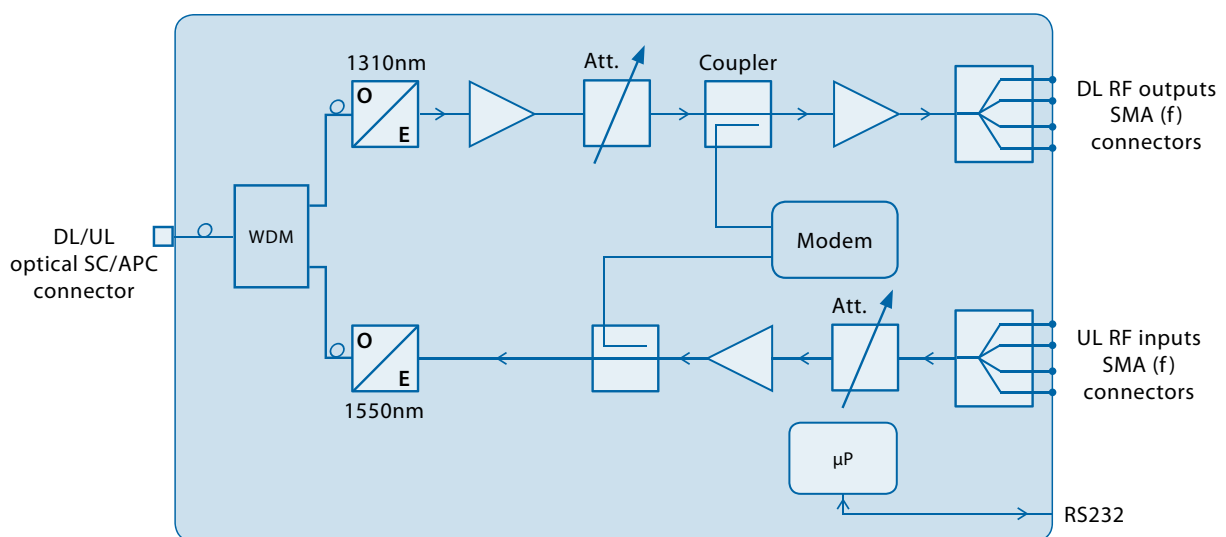 1310nm
O
E
Att.
Coupler
DL RF outputs
SMA (f)
connectors
DL/UL
optical SC/APC
connector
WDM
Modem
O
E
1550nm
Att.
UL RF inputs
SMA (f)
connectors
µP
RS232